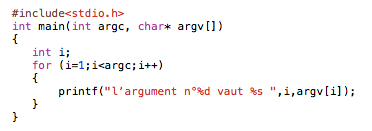 #include<stdio.h>
int main(int argc, char* argv[])
{
int i;
for (i=1;i<argc;i++)
{
printf("l'argument n°%d vaut %s ",i,argv[i]);
}
}